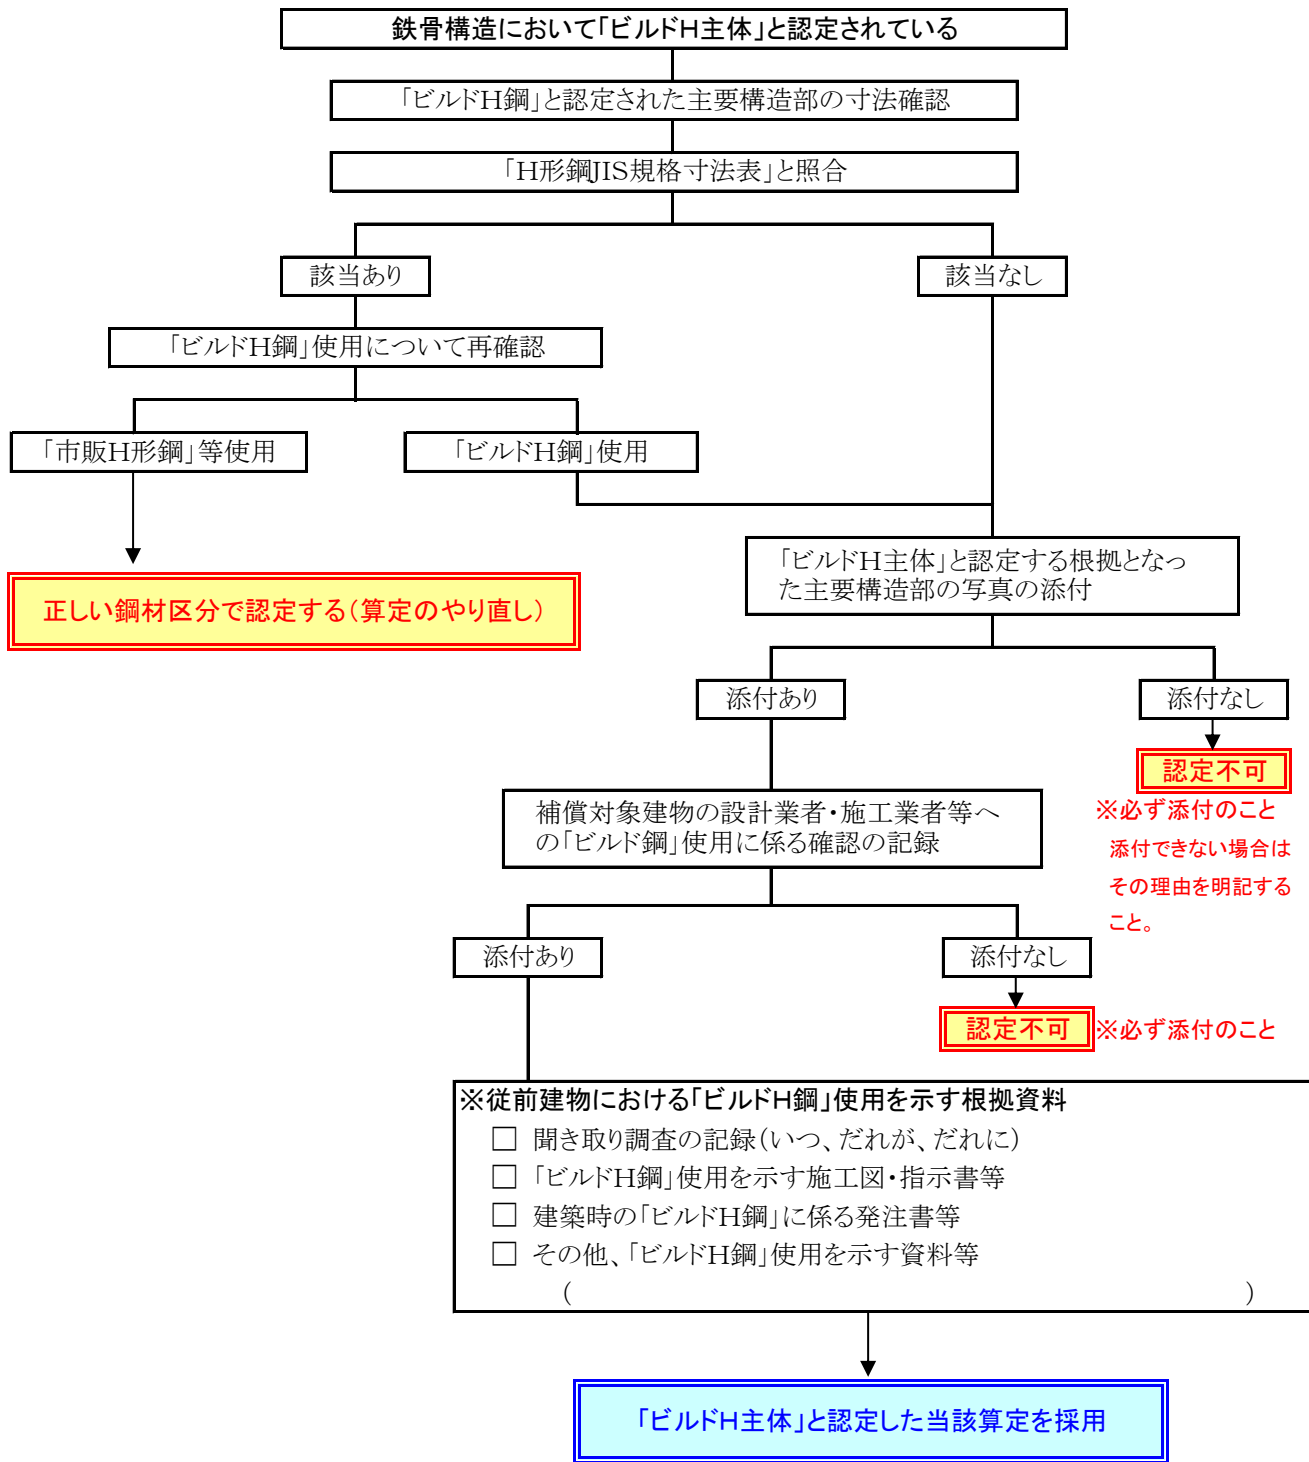 鉄骨構造において｢ビルドＨ主体｣と認定されている
｢ビルドＨ鋼｣と認定された主要構造部の寸法確認
｢Ｈ形鋼JIS規格寸法表｣と照合
該当あり
該当なし
｢ビルドＨ鋼｣使用について再確認
｢市販Ｈ形鋼｣等使用
｢ビルドＨ鋼｣使用
｢ビルドＨ主体｣と認定する根拠となっ
た主要構造部の写真の添付
正しい鋼材区分で認定する(算定のやり直し)
添付あり
添付なし
認定不可
※必ず添付のこと
添付できない場合は
その理由を明記する
こと。
補償対象建物の設計業者・施工業者等へ
の｢ビルド鋼｣使用に係る確認の記録
添付あり
添付なし
認定不可
※必ず添付のこと
※従前建物における｢ビルドＨ鋼｣使用を示す根拠資料
□ 聞き取り調査の記録(いつ、だれが、だれに)
□ ｢ビルドＨ鋼｣使用を示す施工図・指示書等
□ 建築時の｢ビルドＨ鋼｣に係る発注書等
□ その他、｢ビルドＨ鋼｣使用を示す資料等
(　　　　　　　　　　　　　　　　)
｢ビルドＨ主体｣と認定した当該算定を採用